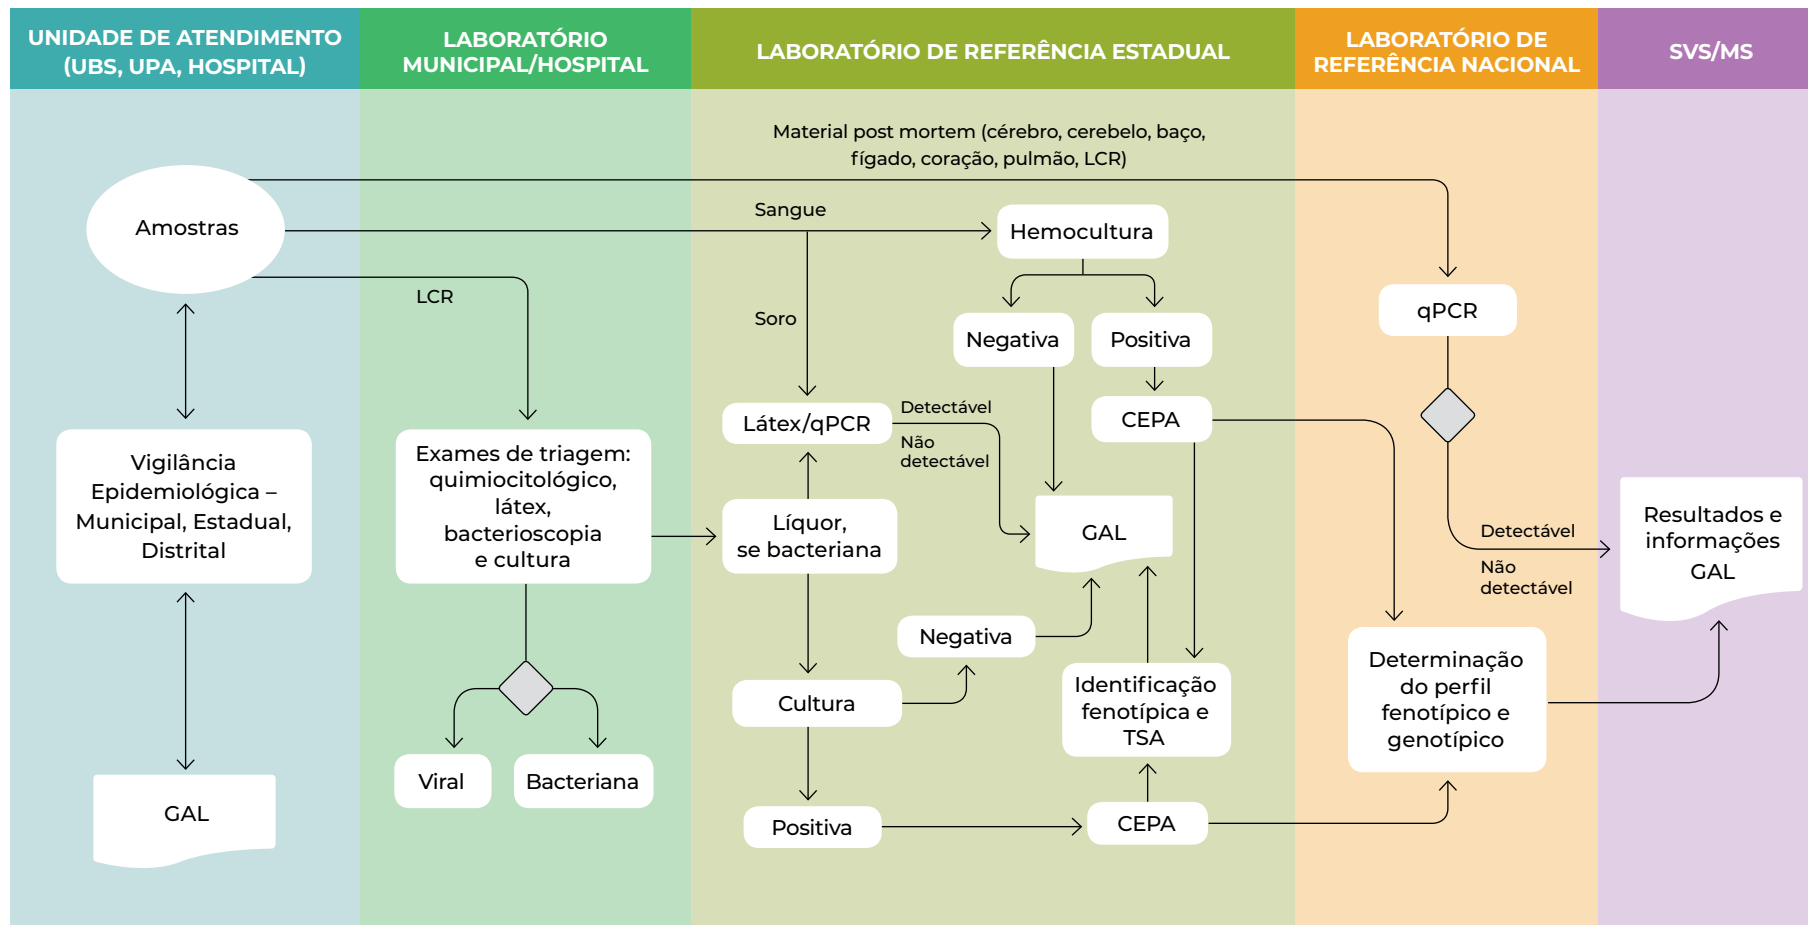 UNIDADE DE ATENDIMENTO
(UBS, UPA, HOSPITAL)
LABORATÓRIO
MUNICIPAL/HOSPITAL
LABORATÓRIO DE REFERÊNCIA ESTADUAL
LABORATÓRIO DE
REFERÊNCIA NACIONAL
SVS/MS
Material post mortem (cérebro, cerebelo, baço,
fígado, coração, pulmão, LCR)
Amostras
Sangue
Hemocultura
LCR
Soro
Negativa
Positiva
qPCR
Látex/qPCR
Detectável
Não
detectável
CEPA
Vigilância
Epidemiológica –
Municipal, Estadual,
Distrital
Exames de triagem:
quimiocitológico,
látex,
bacterioscopia
e cultura
Líquor,
se bacteriana
GAL
Detectável
Não
detectável
Resultados e
informações
GAL
Negativa
Cultura
Identificação
fenotípica e
TSA
Determinação
do perfil
fenotípico e
genotípico
Viral
Bacteriana
GAL
Positiva
CEPA